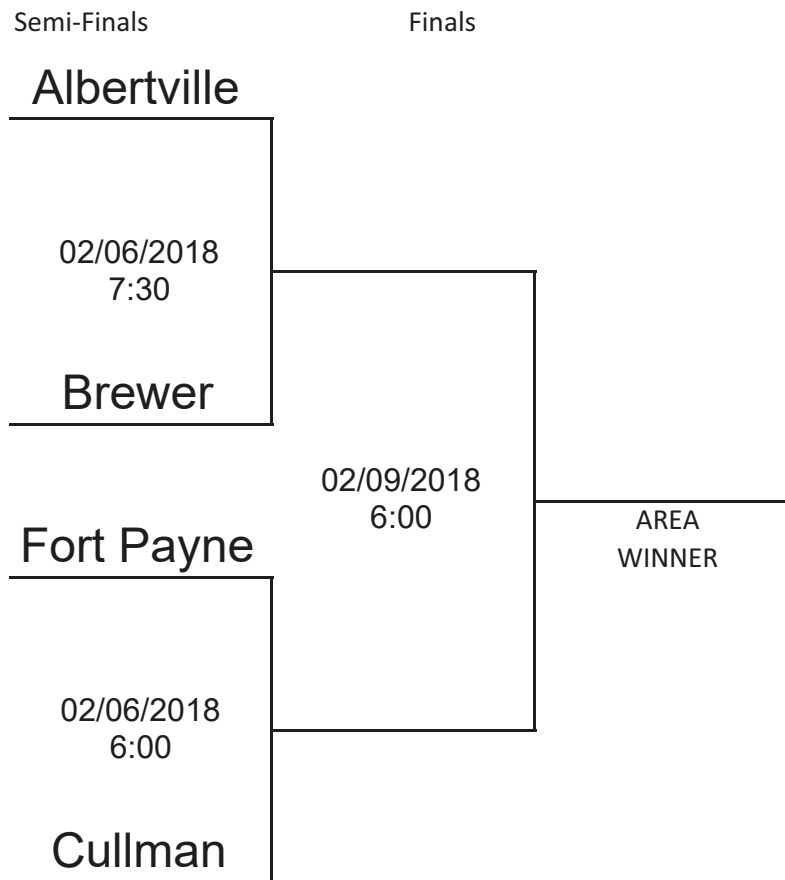 Semi-Finals
Finals
Albertville
02/06/2018
7:30
Brewer
02/09/2018
6:00
AREA
WINNER
Fort Payne
02/06/2018
6:00
Cullman